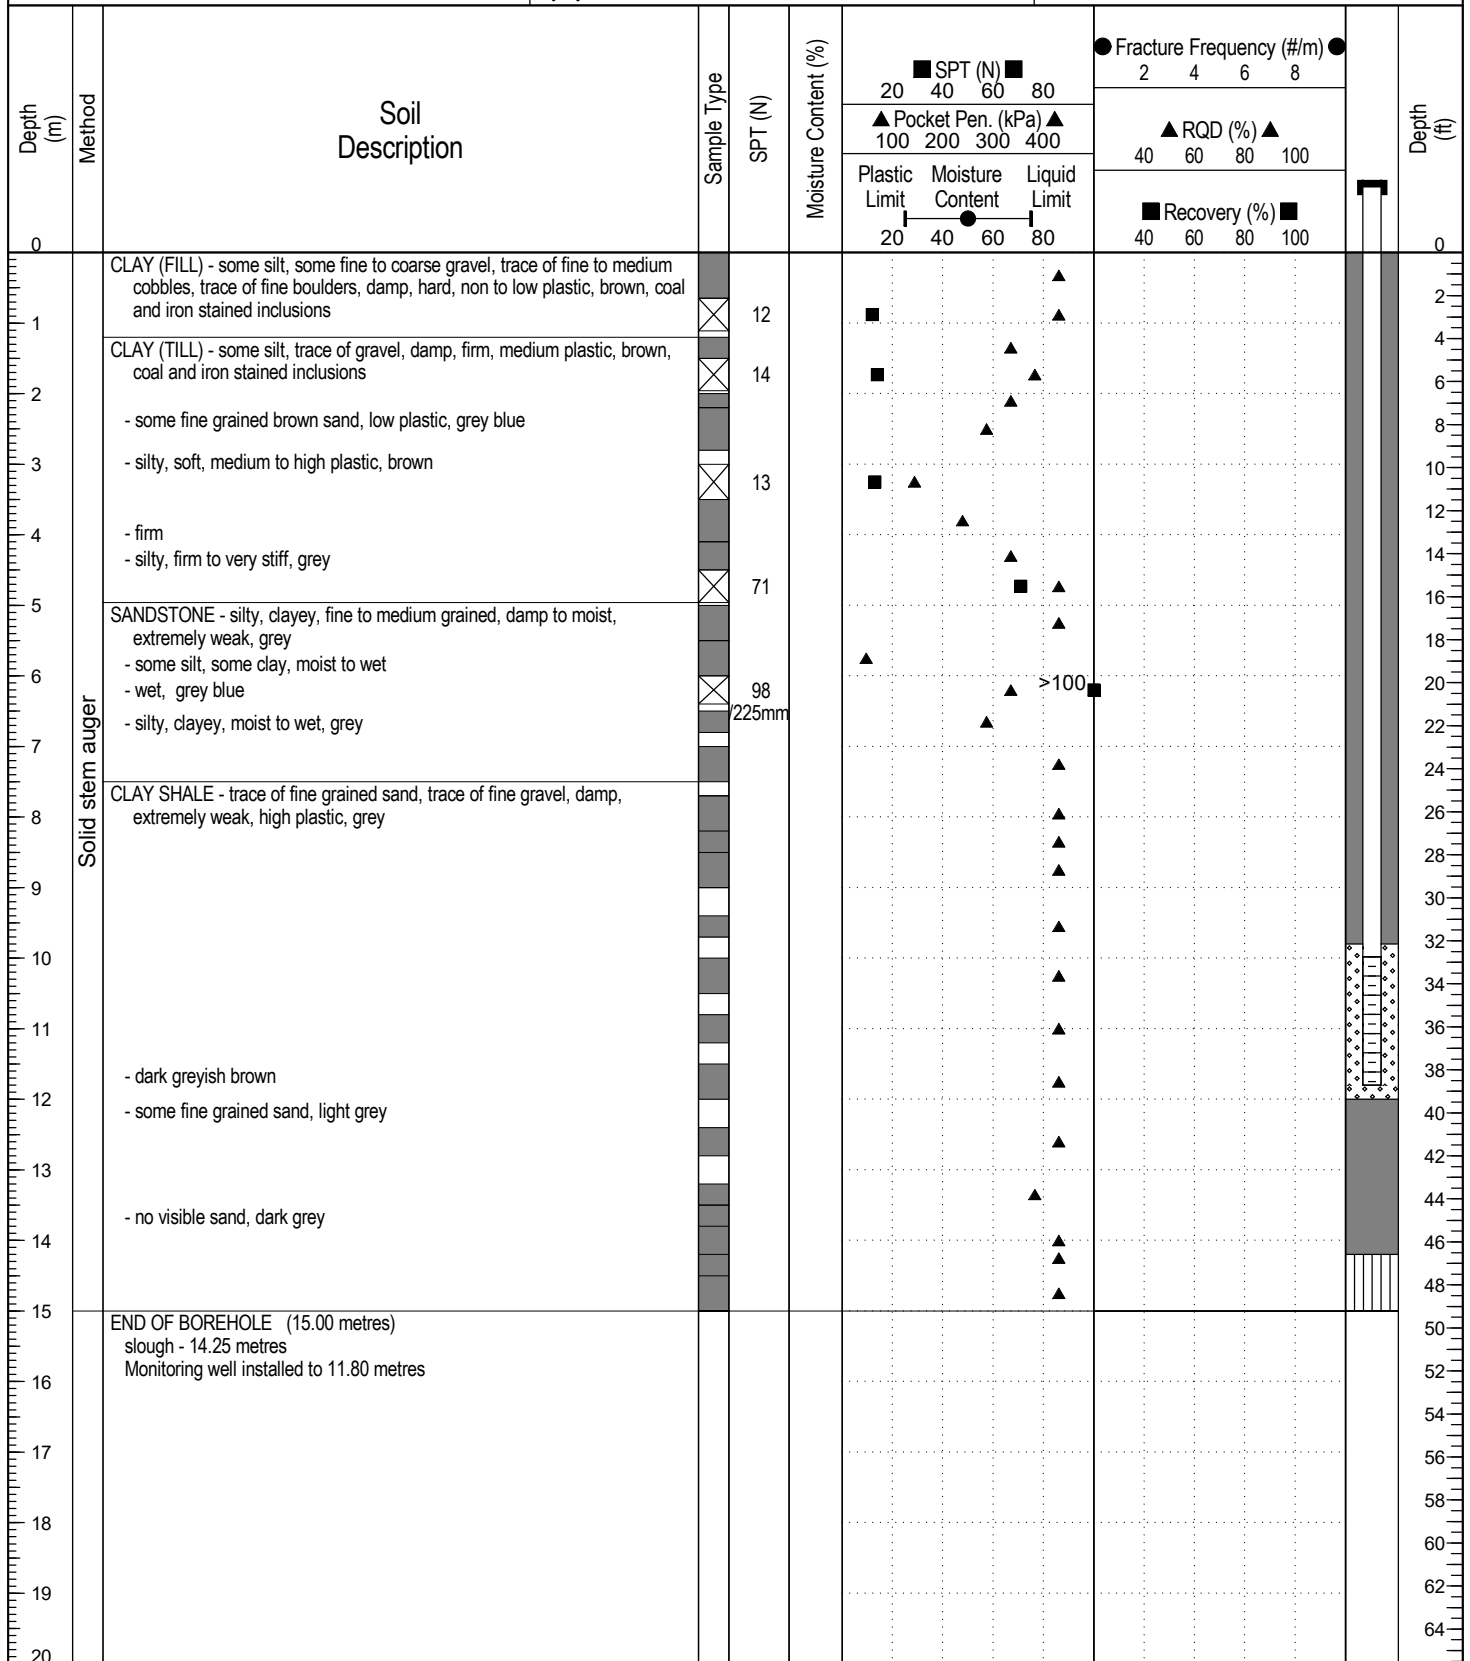 Depth
(m)
Method
Soil
Description
Sample Type
SPT (N)
Moisture Content (%)
■ SPT (N) ■
20 40 60 80
▲ Pocket Pen. (kPa) ▲
100 200 300 400
Plastic Moisture Liquid
Limit Content Limit
20 40 60 80
● Fracture Frequency (#/m) ●
2 4 6 8
▲ RQD (%) ▲
40 60 80 100
■ Recovery (%) ■
40 60 80 100
Depth
(ft)
0
1
2
3
4
5
6
7
8
9
10
11
12
13
14
15
16
17
18
19
20
Solid stem auger
CLAY (FILL) - some silt, some fine to coarse gravel, trace of fine to medium
cobbles, trace of fine boulders, damp, hard, non to low plastic, brown, coal
and iron stained inclusions
CLAY (TILL) - some silt, trace of gravel, damp, firm, medium plastic, brown,
coal and iron stained inclusions
- some fine grained brown sand, low plastic, grey blue
- silty, soft, medium to high plastic, brown
- firm
- silty, firm to very stiff, grey
SANDSTONE - silty, clayey, fine to medium grained, damp to moist,
extremely weak, grey
- some silt, some clay, moist to wet
- wet, grey blue
- silty, clayey, moist to wet, grey
CLAY SHALE - trace of fine grained sand, trace of fine gravel, damp,
extremely weak, high plastic, grey
- dark greyish brown
- some fine grained sand, light grey
- no visible sand, dark grey
END OF BOREHOLE (15.00 metres)
slough - 14.25 metres
Monitoring well installed to 11.80 metres
12
14
13
71
98
/225mm
>100
0
2
4
6
8
10
12
14
16
18
20
22
24
26
28
30
32
34
36
38
40
42
44
46
48
50
52
54
56
58
60
62
64